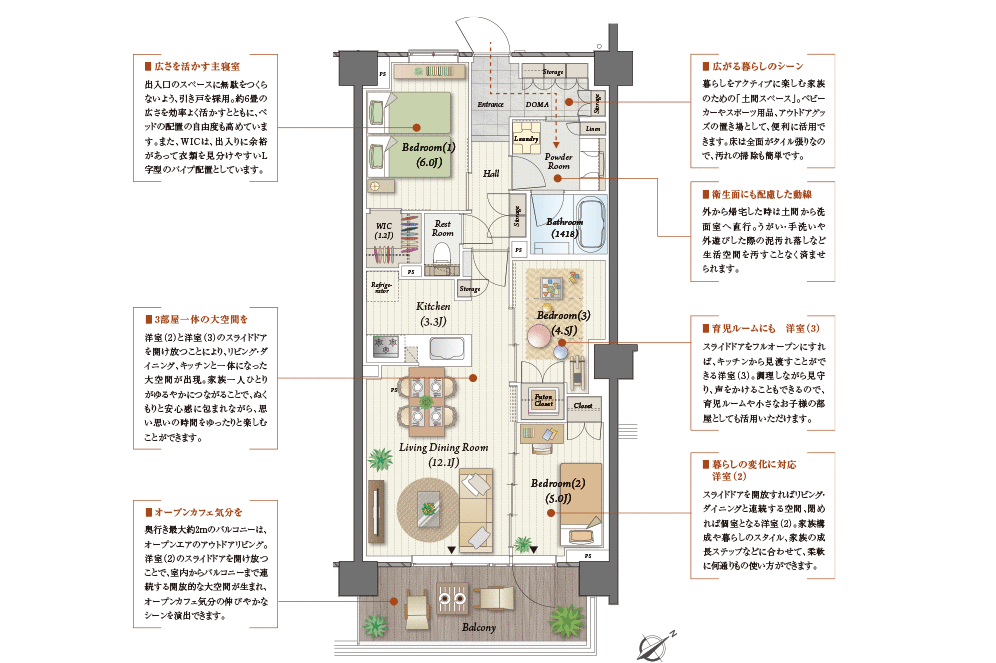 ■広さを活かす主寝室
出入口のスペースに無駄をつくら
ないよう、引き戸を採用。約6畳の
広さを効率よく活かすとともに、ベ
ッドの配置の自由度も高めていま
す。また、WICは、出入りに余裕
があって衣類を見分けやすいL
字型のパイプ配置としています。
■3部屋一体の大空間を
洋室(2)と洋室(3)のスライドドア
を開け放つことにより、リビング・ダ
イニング、キッチンと一体になった
大空間が出現。家族一人ひとり
がゆるやかにつながることで、ぬく
もりと安心感に包まれながら、思
い思いの時間をゆったりと楽しむ
ことができます。
■オープンカフェ気分を
奥行き最大約2mのバルコニーは、
オープンエアのアウトドアリビング。
洋室(2)のスライドドアを開け放つ
ことで、室内からバルコニーまで連
続する開放的な大空間が生まれ、
オープンカフェ気分の伸びやかな
シーンを演出できます。
PS
Storage
Entrance
DOMA
Storage
Laundry
Linen
Bedroom(1)
(6.0J)
Powder
Room
Hall
WIC
(1.2J)
Rest
Room
Storage
Bathroom
(1418)
PS
PS
Refrige-
rator
Storage
Kitchen
(3.3J)
Bedroom(3)
(4.5J)
PS
Futon
Closet
Closet
Living Dining Room
(12.1J)
Bedroom(2)
(5.0J)
PS
Balcony
N
■広がる暮らしのシーン
暮らしをアクティブに楽しむ家族
のための「土間スペース」。ベビー
カーやスポーツ用品、アウトドアグッ
ズの置き場として、便利に活用で
きます。床は全面がタイル張りなの
で、汚れの掃除も簡単です。
■衛生面にも配慮した動線
外から帰宅した時は土間から洗
面室へ直行。うがい・手洗いや
外遊びした際の泥汚れ落しなど
生活空間を汚すことなく済ませ
られます。
■育児ルームにも　洋室(3)
スライドドアをフルオープンにすれ
ば、キッチンから見渡すことがで
きる洋室(3)。調理しながら見守
り、声をかけることもできるので、
育児ルームや小さなお子様の部
屋としても活用いただけます。
■暮らしの変化に対応
洋室(2)
スライドドアを開放すればリビング・
ダイニングと連続する空間、閉め
れば個室となる洋室(2)。家族構
成や暮らしのスタイル、家族の成
長ステップなどに合わせて、柔軟
に何通りもの使い方ができます。